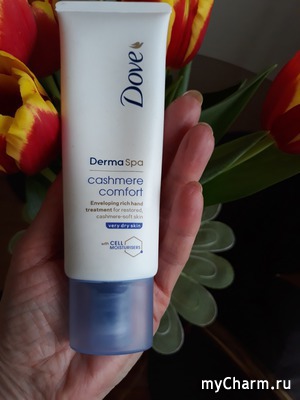 Dove
DermaSpa
cashmere
comfort
Enveloping rich hand
treatment for restored,
cashmere-soft skin
very dry skin
with CELL
MOISTURISERS
myCharm.ru